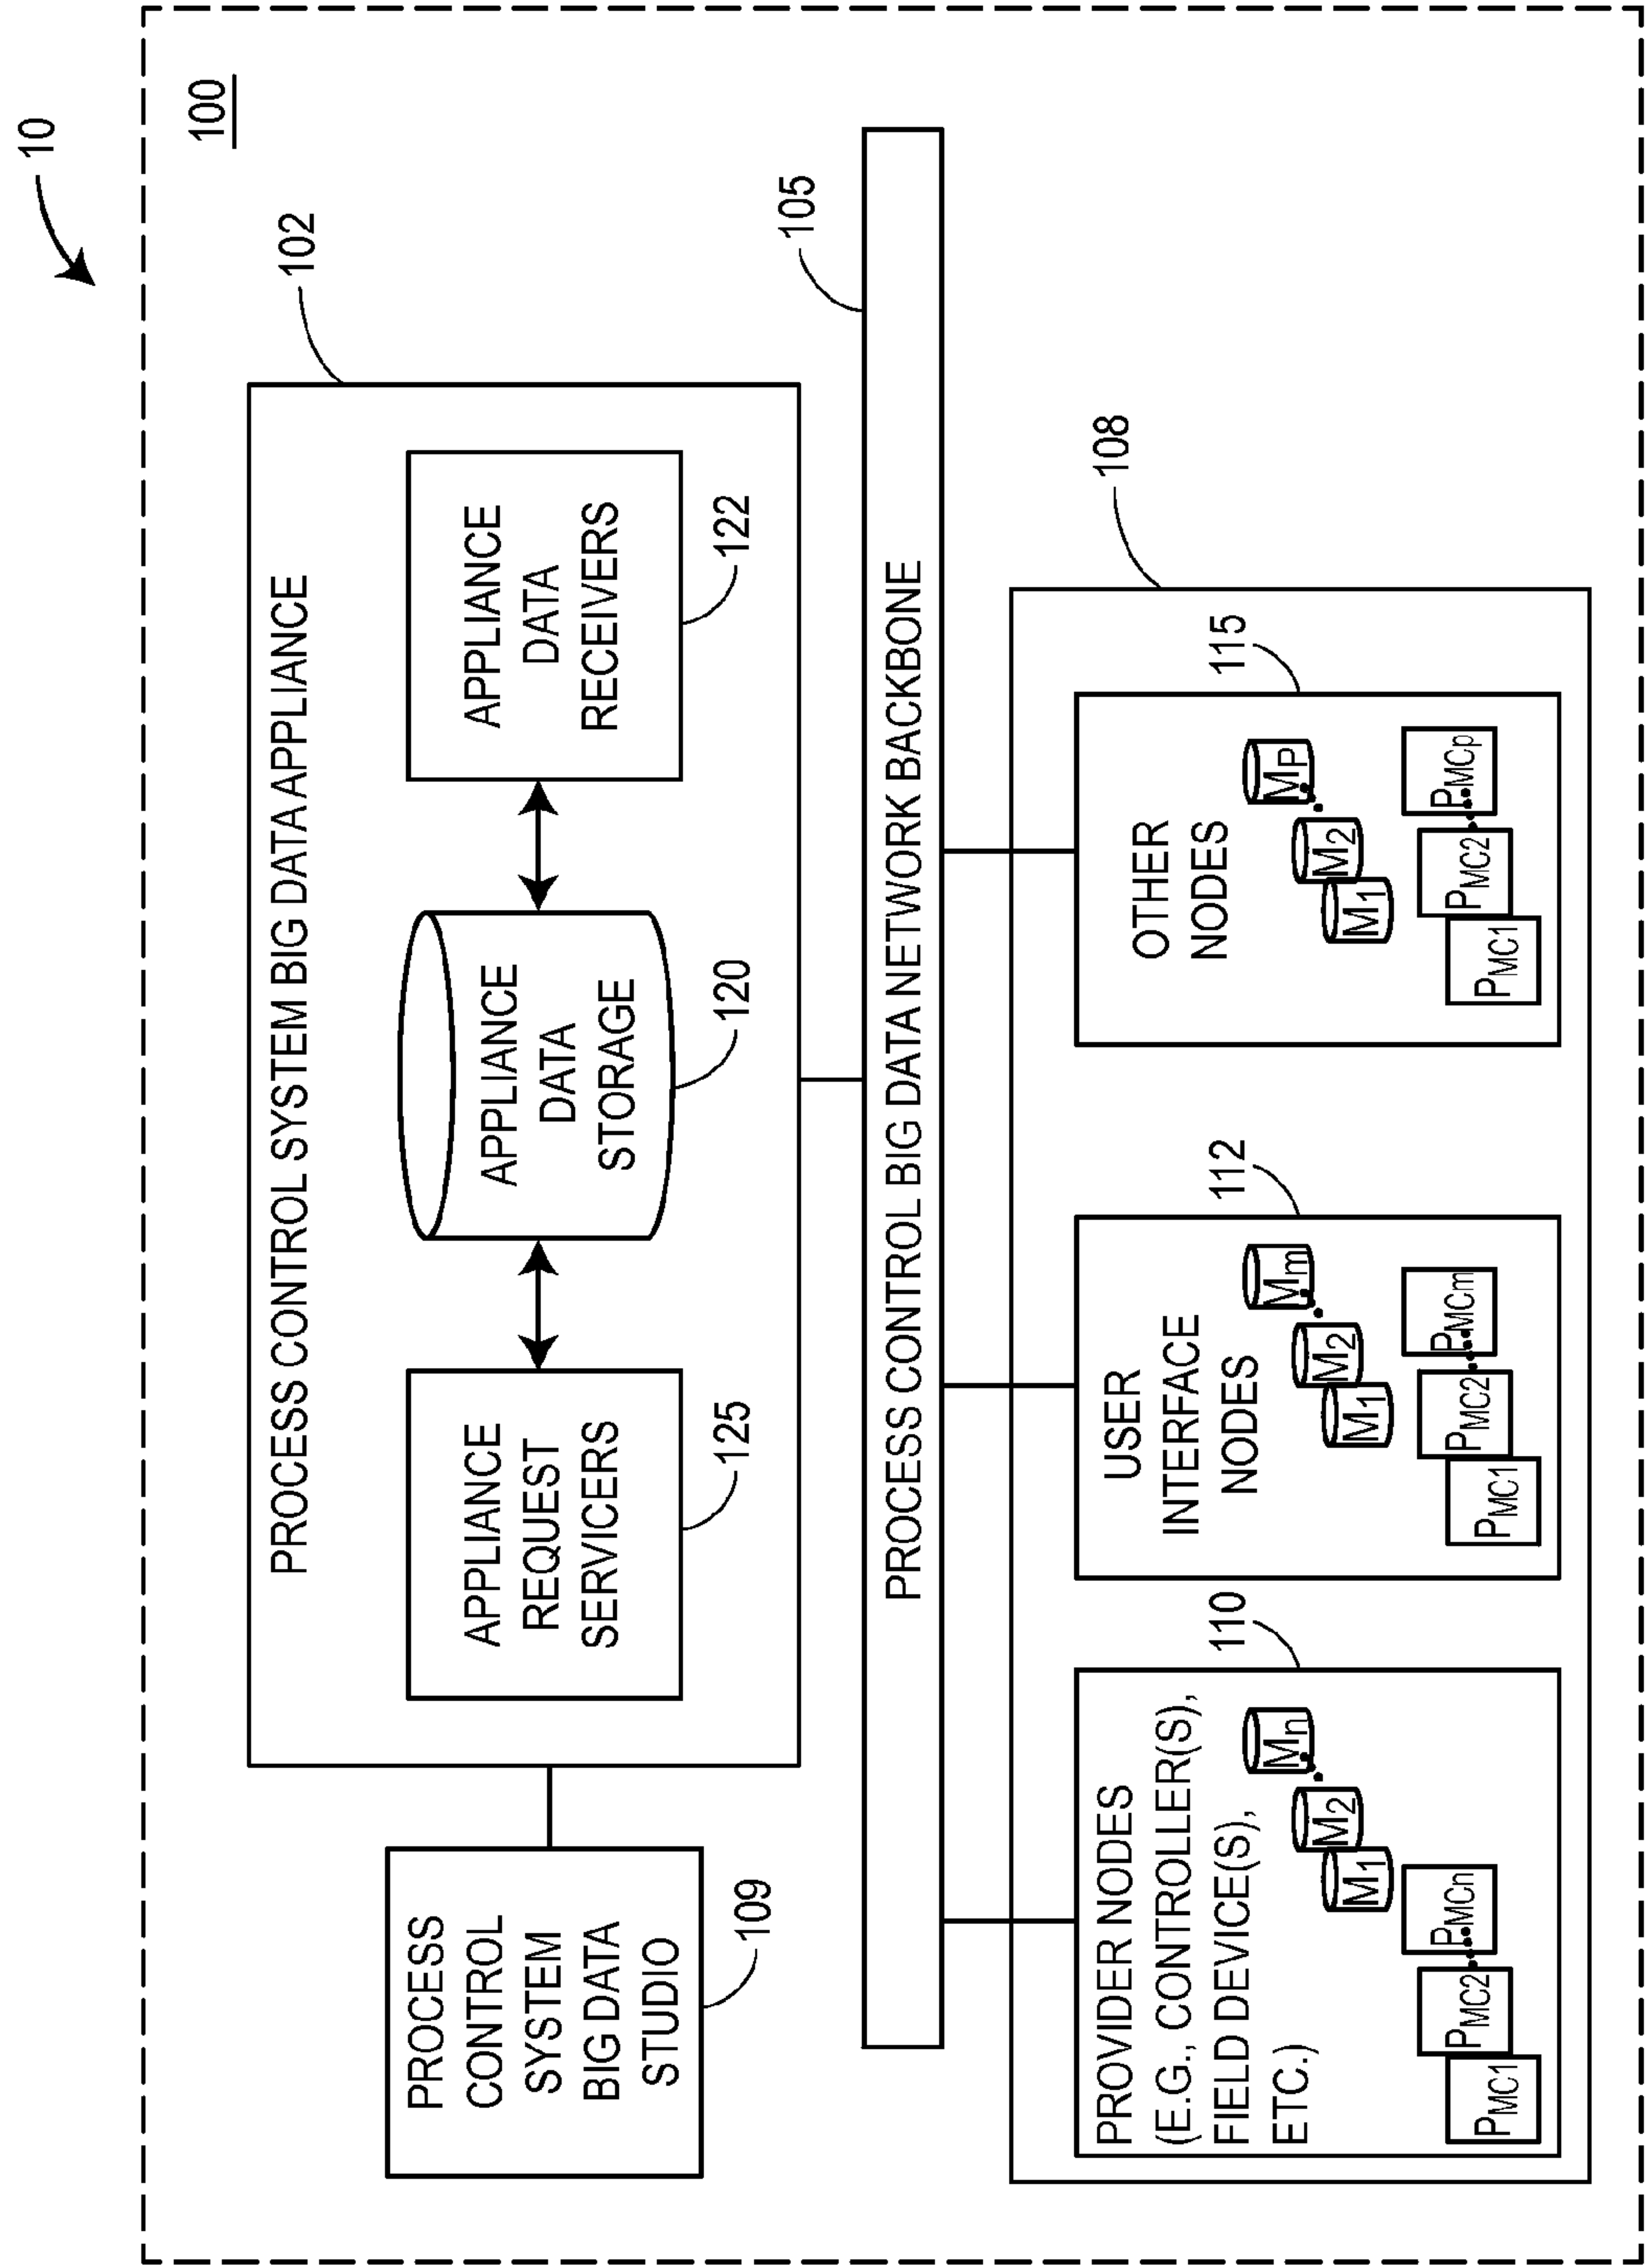 10
100
102
PROCESS CONTROL SYSTEM BIG DATA APPLIANCE
PROCESS
CONTROL
SYSTEM
BIG DATA
STUDIO
109
APPLIANCE
REQUEST
SERVICERS
125
APPLIANCE
DATA
STORAGE
120
APPLIANCE
DATA
RECEIVERS
122
105
PROCESS CONTROL BIG DATA NETWORK BACKBONE
108
110
PROVIDER NODES
(E.G., CONTROLLER(S),
FIELD DEVICE(S),
ETC.)
M1 M2 Mn
PMC1 PMC2 PMCn
112
USER
INTERFACE
NODES
M1 M2 Mm
PMC1 PMC2 PMCm
115
OTHER
NODES
M1 M2 MP
PMC1 PMC2 PMCp